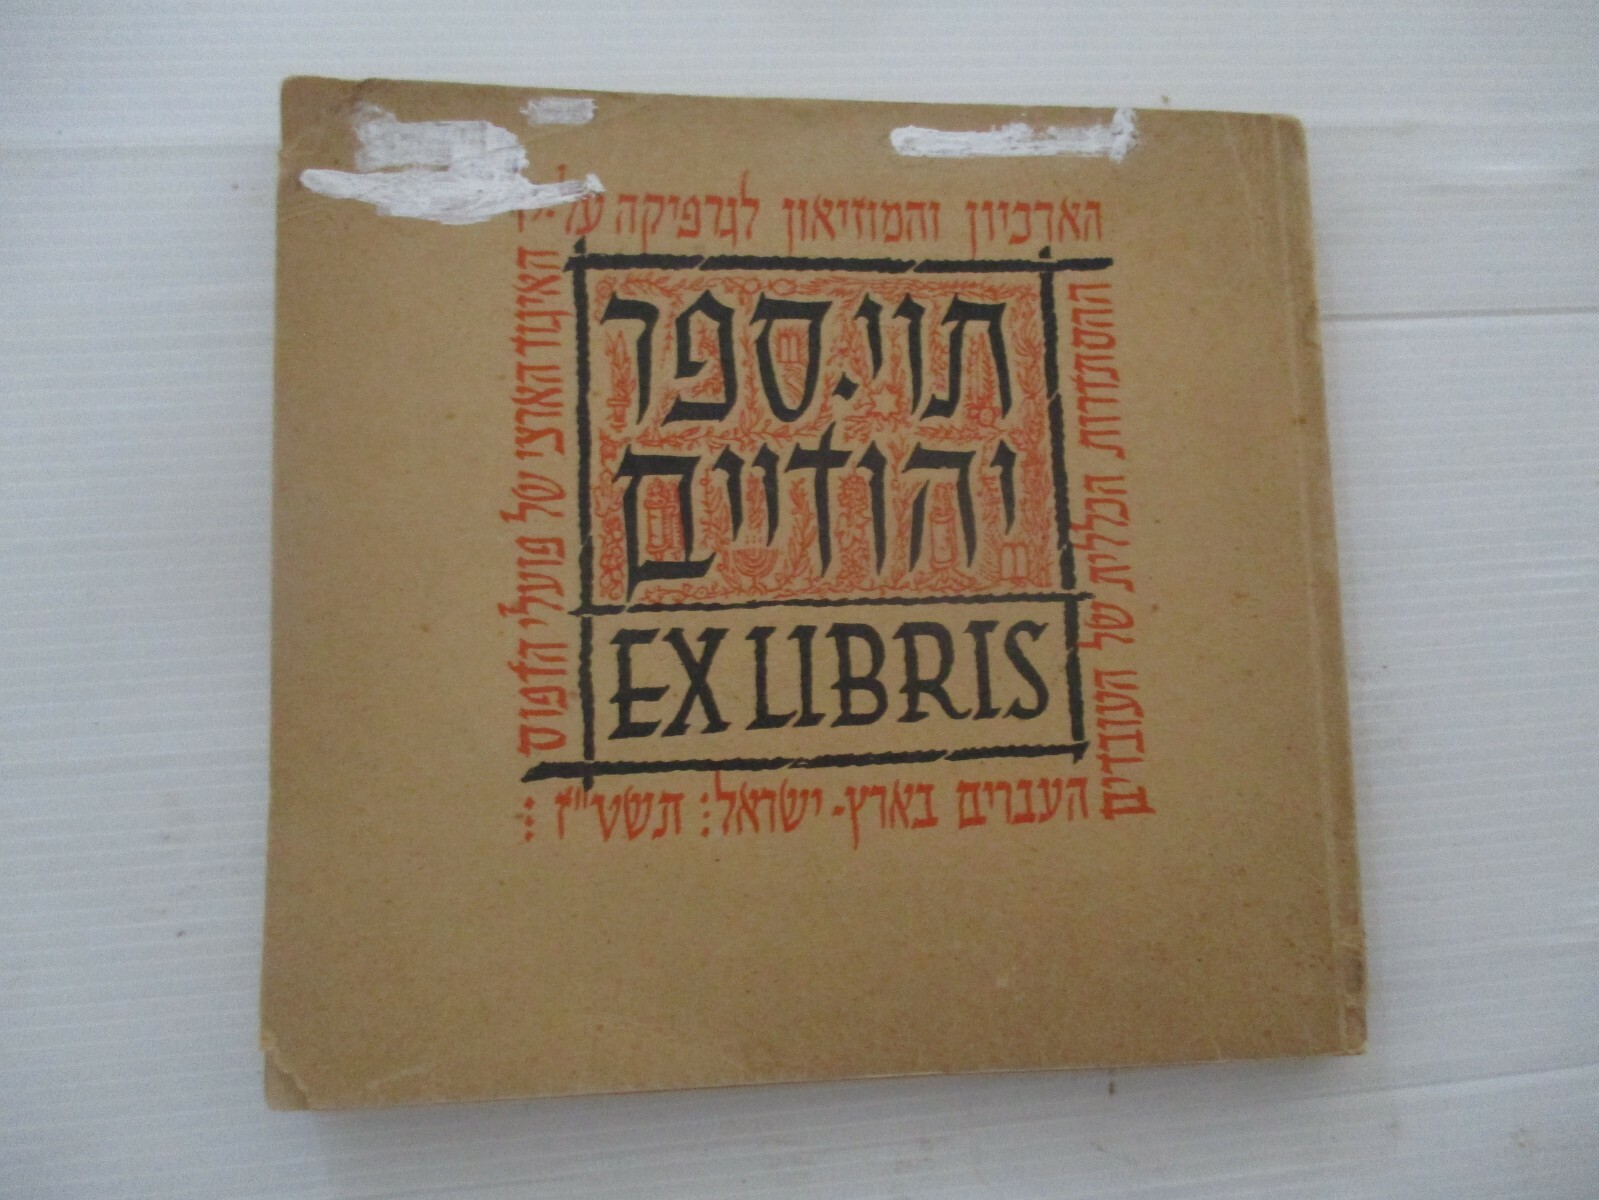 הארכיון והמוזיאון לגרפיקה על
תוי-ספר
יהודיים
EX LIBRIS
ההסתדרות הכללית של העובדים
העברים בארץ-ישראל: תשט"ז
האיגוד הארצי של פועלי הדפוס